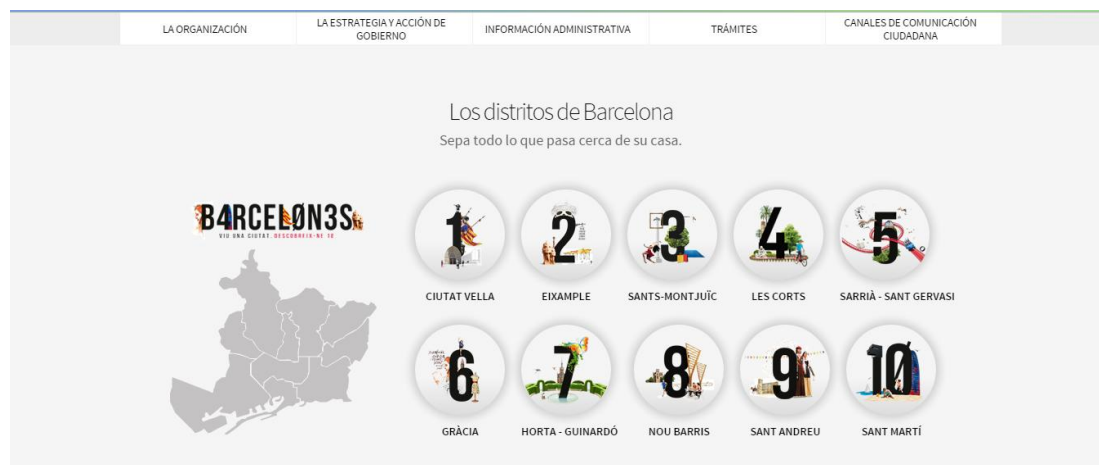 LA ORGANIZACIÓN
LA ESTRATEGIA Y ACCIÓN DE
GOBIERNO
INFORMACIÓN ADMINISTRATIVA
TRÁMITES
CANALES DE COMUNICACIÓN
CIUDADANA
Los distritos de Barcelona
Sepa todo lo que pasa cerca de su casa.
B4RCELØN3S
VIU UNA CIUTAT. DESCOBREIX-NE 10
1 2 3 4 5
CIUTAT VELLA EIXAMPLE SANTS-MONTJUÏC LES CORTS SARRIÀ - SANT GERVASI
6 7 8 9 10
GRÀCIA HORTA - GUINARDÓ NOU BARRIS SANT ANDREU SANT MARTÍ